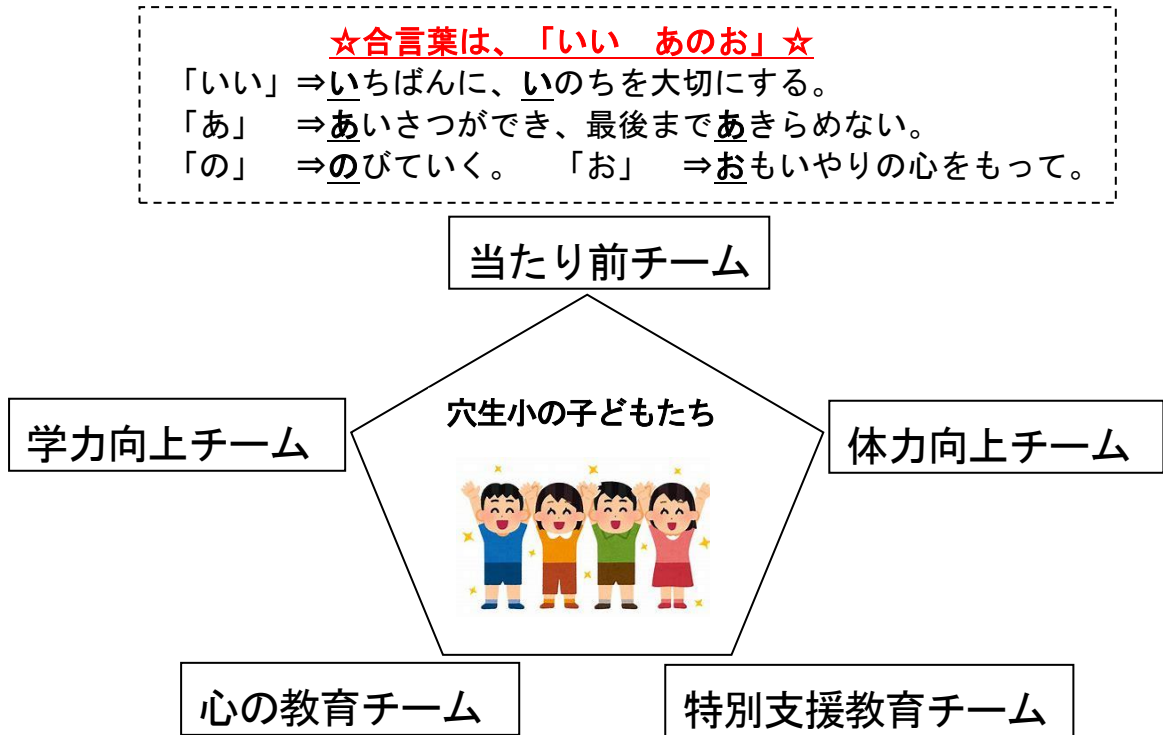 ☆合言葉は、「いい　あのお」☆
「いい」⇒いちばんに、いのちを大切にする。
「あ」　⇒あいさつができ、最後まであきらめない。
「の」　⇒のびていく。　「お」　⇒おもいやりの心をもって。
当たり前チーム
穴生小の子どもたち
学力向上チーム
体力向上チーム
心の教育チーム
特別支援教育チーム